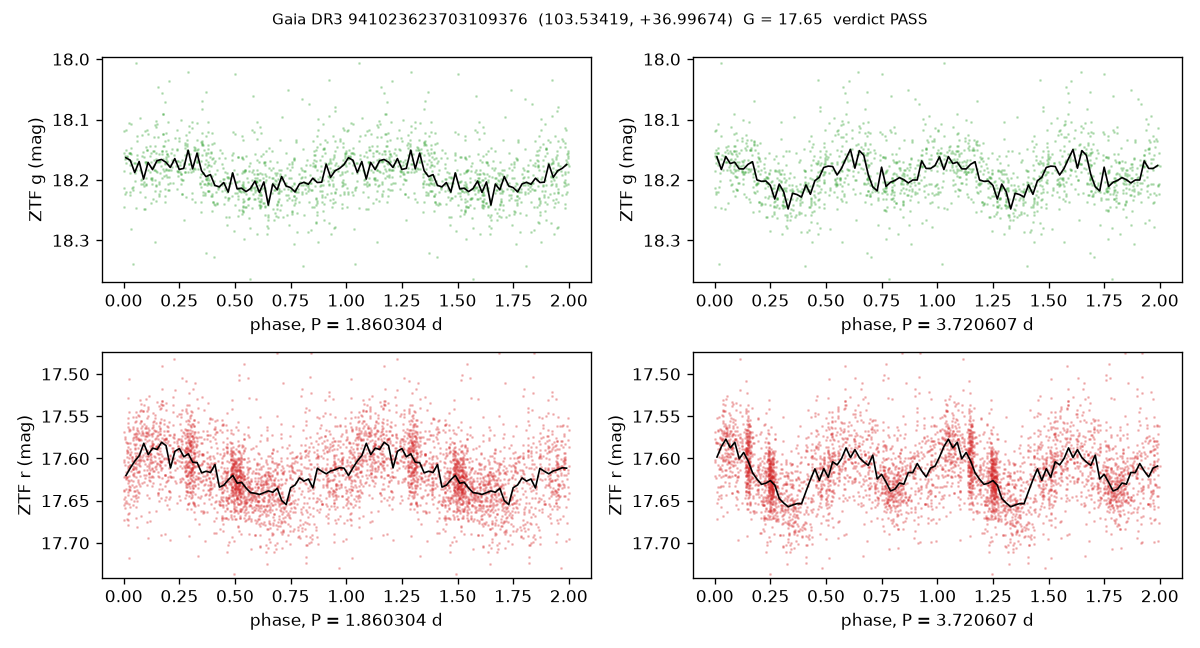 Gaia DR3 941023623703109376 (103.53419, +36.99674) G = 17.65 verdict PASS
18.0
18.1
18.2
18.3
ZTF g (mag)
0.00 0.25 0.50 0.75 1.00 1.25 1.50 1.75 2.00
phase, P = 1.860304 d
18.0
18.1
18.2
18.3
ZTF g (mag)
0.00 0.25 0.50 0.75 1.00 1.25 1.50 1.75 2.00
phase, P = 3.720607 d
17.50
17.55
17.60
17.65
17.70
ZTF r (mag)
0.00 0.25 0.50 0.75 1.00 1.25 1.50 1.75 2.00
phase, P = 1.860304 d
17.50
17.55
17.60
17.65
17.70
ZTF r (mag)
0.00 0.25 0.50 0.75 1.00 1.25 1.50 1.75 2.00
phase, P = 3.720607 d